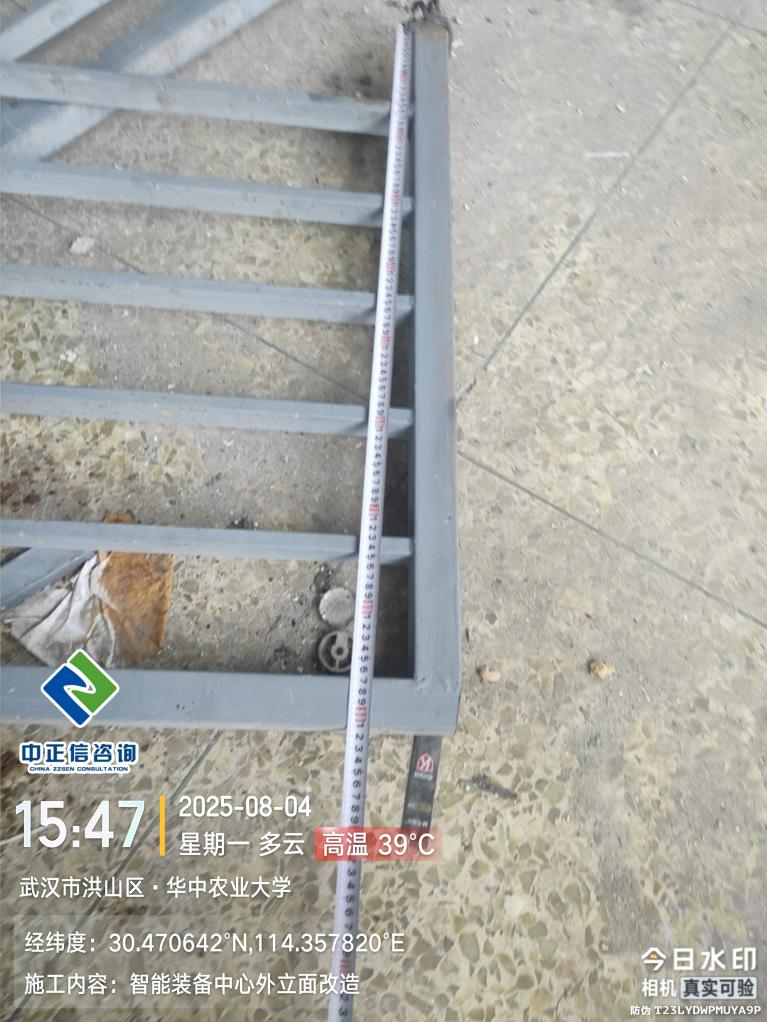 中正信咨询
CHINA ZZGEN CONSULTATION
15:47
2025-08-04
星期一 多云 高温 39°C
武汉市洪山区·华中农业大学
经纬度：30.470642°N,114.357820°E
施工内容：智能装备中心外立面改造
今日水印
相机 真实可验
防伪 T23LYDWPMUYA9P